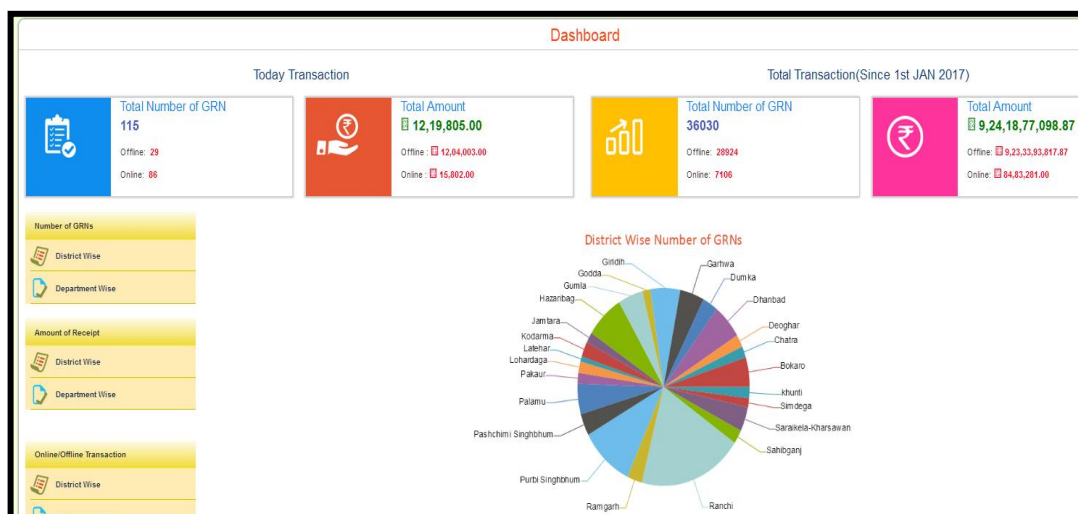 Dashboard
Today Transaction
Total Transaction(Since 1st JAN 2017)
Total Number of GRN
115
Offline: 29
Online: 86
Total Amount
12,19,805.00
Offline : 12,04,003.00
Online : 15,802.00
Total Number of GRN
36030
Offline: 28924
Online: 7106
Total Amount
9,24,18,77,098.87
Offline: 9,23,33,93,817.87
Online: 84,83,281.00
Number of GRNs
District Wise
Department Wise
Amount of Receipt
District Wise
Department Wise
Online/Offline Transaction
District Wise
District Wise Number of GRNs
Giridih
Godda
Gumla
Hazaribag
Jamtara
Kodarma
Latehar
Lohardaga
Pakaur
Palamu
Pashchimi Singhbhum
Purbi Singhbhum
Ramgarh
Garhwa
Dumka
Dhanbad
Deoghar
Chatra
Bokaro
khunti
Simdega
Saraikela-Kharsawan
Sahibganj
Ranchi